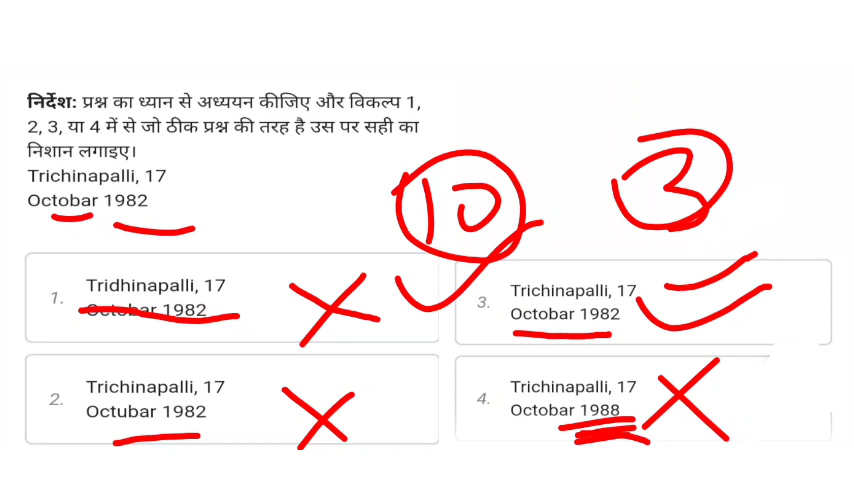 निर्देश: प्रश्न का ध्यान से अध्ययन कीजिए और विकल्प 1,
2, 3, या 4 में से जो ठीक प्रश्न की तरह है उस पर सही का
निशान लगाइए।
Trichinapalli, 17
Octobar 1982
10
3
1. Tridhinapalli, 17
Octobar 1982
3. Trichinapalli, 17
Octobar 1982
2. Trichinapalli, 17
Octubar 1982
4. Trichinapalli, 17
Octobar 1988